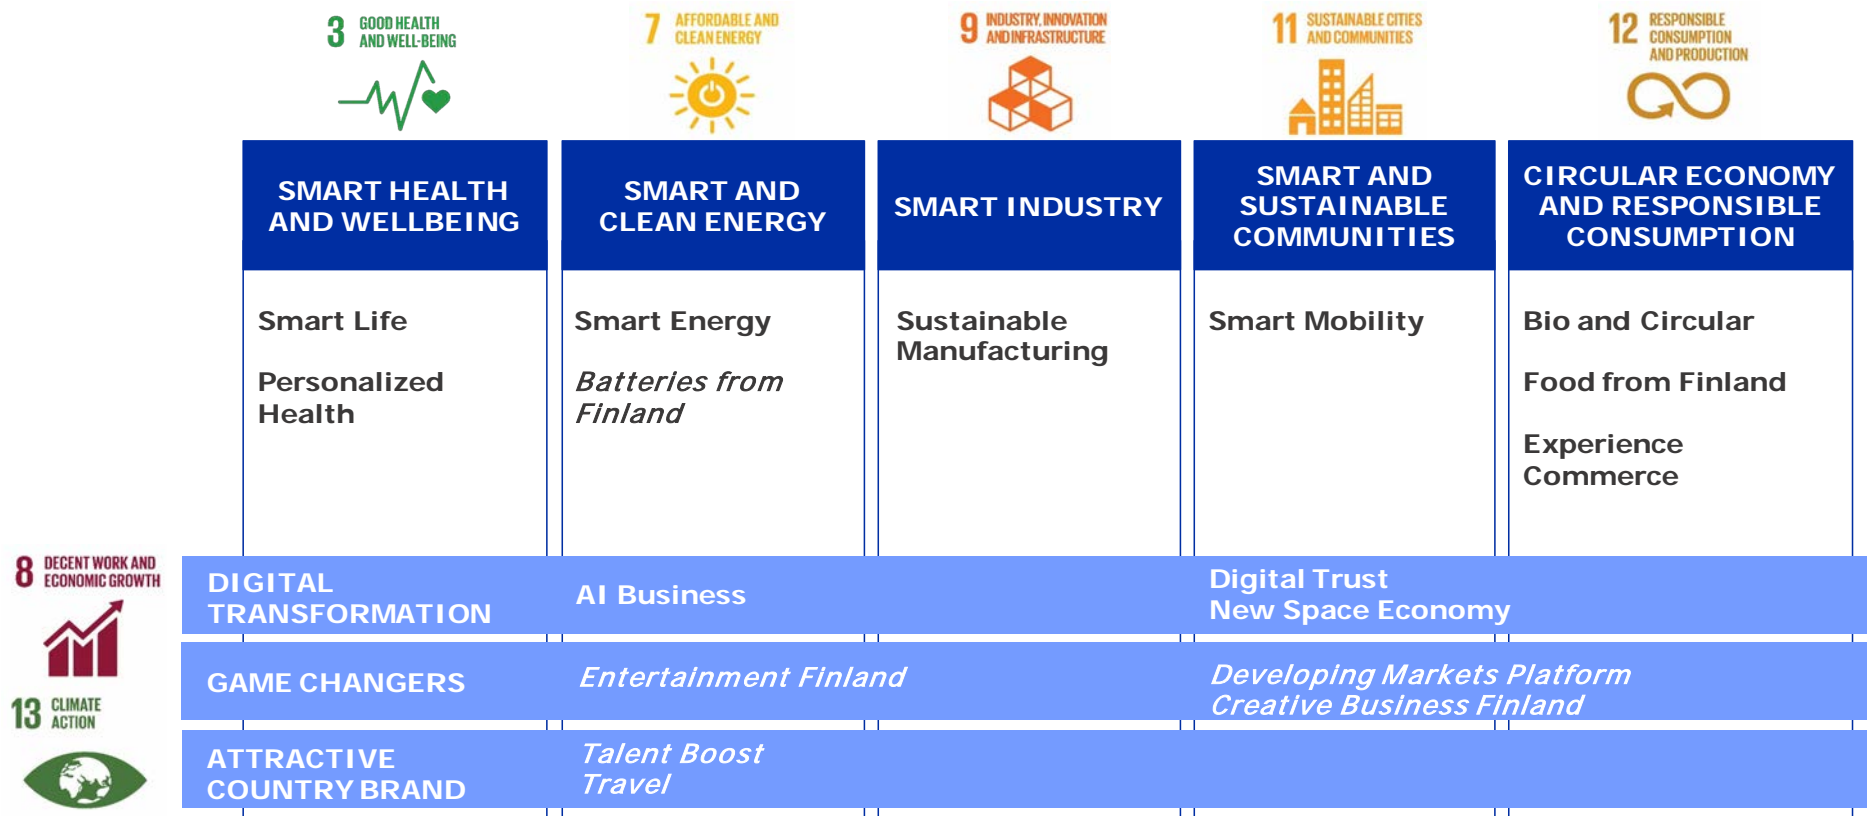 3 GOOD HEALTH
AND WELL-BEING
7 AFFORDABLE AND
CLEAN ENERGY
9 INDUSTRY, INNOVATION
AND INFRASTRUCTURE
11 SUSTAINABLE CITIES
AND COMMUNITIES
12 RESPONSIBLE
CONSUMPTION
AND PRODUCTION
SMART HEALTH
AND WELLBEING
SMART AND
CLEAN ENERGY
SMART INDUSTRY
SMART AND
SUSTAINABLE
COMMUNITIES
CIRCULAR ECONOMY
AND RESPONSIBLE
CONSUMPTION
Smart Life
Personalized
Health
Smart Energy
Batteries from
Finland
Sustainable
Manufacturing
Smart Mobility
Bio and Circular
Food from Finland
Experience
Commerce
8 DECENT WORK AND
ECONOMIC GROWTH
13 CLIMATE
ACTION
DIGITAL
TRANSFORMATION
AI Business
Digital Trust
New Space Economy
GAME CHANGERS
Entertainment Finland
Developing Markets Platform
Creative Business Finland
ATTRACTIVE
COUNTRY BRAND
Talent Boost
Travel